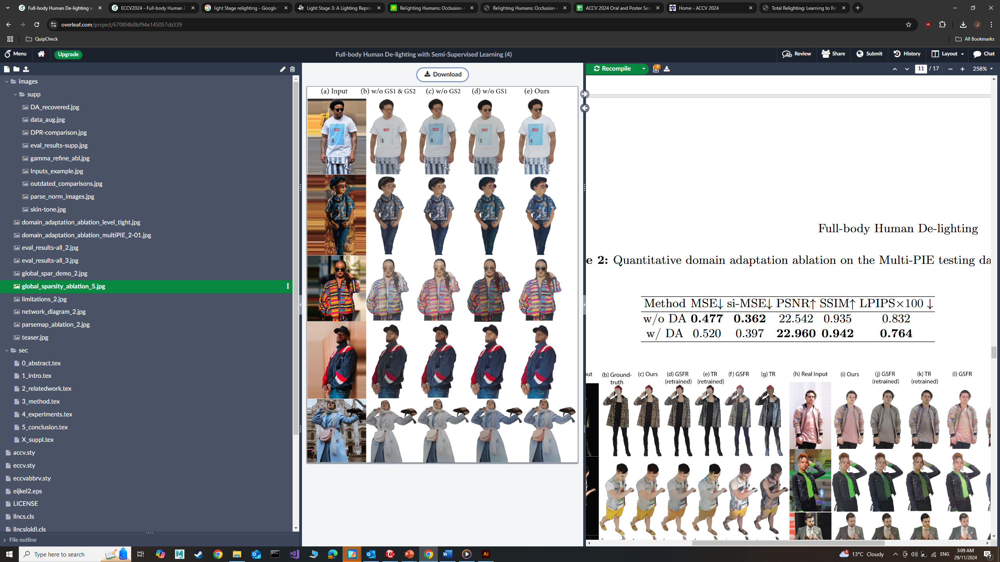 Full-body Human De-lighting w
ECCV2024 - Full-body Human D
light Stage relighting - Google S
Light Stage 3: A Lighting Repro
Relighting Humans: Occlusion-A
Relighting Humans: Occlusion-A
ACCV 2024 Oral and Poster Ses
Home - ACCV 2024
Total Relighting: Learning to Rel
overleaf.com/project/6708f4b8bf94e145057cb339
J
QuipCheck
All Bookmarks
Menu
Upgrade
Full-body Human De-lighting with Semi-Supervised Learning (4)
Review
Share
Submit
History
Layout
Chat
images
supp
DA_recovered.jpg
data_aug.jpg
DPR-comparison.jpg
eval_results-supp.jpg
gamma_refine_abl.jpg
Inputs_example.jpg
outdated_comparisons.jpg
parse_norm_images.jpg
skin-tone.jpg
domain_adaptation_ablation_level_tight.jpg
domain_adaptation_ablation_multiPIE_2-01.jpg
eval_results-all_2.jpg
eval_results-all_3.jpg
global_spar_demo_2.jpg
global_sparsity_ablation_5.jpg
limitations_2.jpg
network_diagram_2.jpg
parsemap_ablation_2.jpg
teaser.jpg
sec
0_abstract.tex
1_intro.tex
2_relatedwork.tex
3_method.tex
4_experiments.tex
5_conclusion.tex
X_suppl.tex
accv.sty
eccv.sty
eccvabbrv.sty
eijkel2.eps
LICENSE
llncs.cls
llncs(old).cls
File outline
Download
(a) Input (b) w/o GS1 & GS2 (c) w/o GS2 (d) w/o GS1 (e) Ours
Recompile
2
11 / 17
258%
Full-body Human De-lighting
e 2: Quantitative domain adaptation ablation on the Multi-PIE testing da
Method MSE↓ si-MSE↓ PSNR↑ SSIM↑ LPIPS×100 ↓
w/o DA 0.477 0.362 22.542 0.935 0.832
w/ DA 0.520 0.397 22.960 0.942 0.764
ut (b) Ground-truth (c) Ours (d) GSFR (retrained) (e) TR (retrained) (f) GSFR (g) TR (h) Real Input (i) Ours (j) GSFR (retrained) (k) TR (retrained) (l) GSFR
Type here to search
13°C Cloudy
ENG
3:09 AM
29/11/2024
7